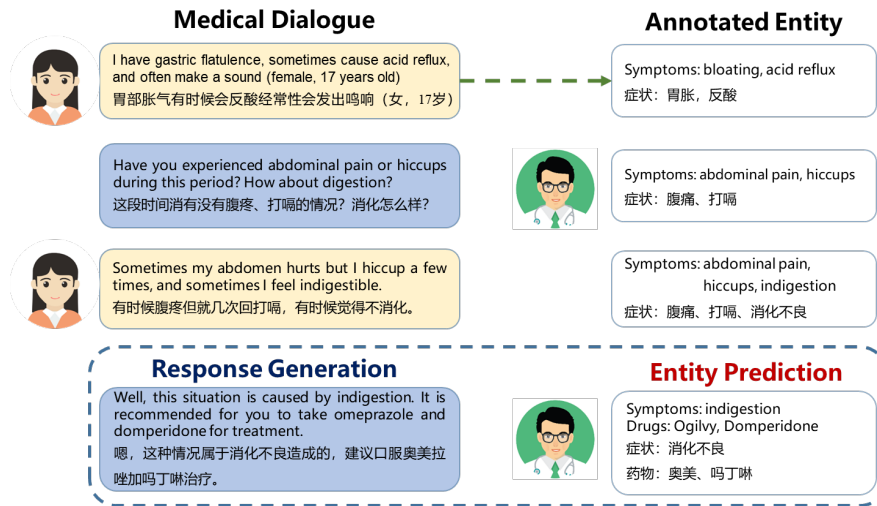 Medical Dialogue
Annotated Entity
I have gastric flatulence, sometimes cause acid reflux,
and often make a sound (female, 17 years old)
胃部胀气有时候会反酸经常性会发出鸣响（女，17岁）
Symptoms: bloating, acid reflux
症状：胃胀，反酸
Have you experienced abdominal pain or hiccups
during this period? How about digestion?
这段时间消有没有腹疼、打嗝的情况？消化怎么样？
Symptoms: abdominal pain, hiccups
症状：腹痛、打嗝
Sometimes my abdomen hurts but I hiccup a few
times, and sometimes I feel indigestible.
有时候腹疼但就几次回打嗝，有时候觉得不消化。
Symptoms: abdominal pain,
hiccups, indigestion
症状：腹痛、打嗝、消化不良
Response Generation
Entity Prediction
Well, this situation is caused by indigestion. It is
recommended for you to take omeprazole and
domperidone for treatment.
嗯，这种情况属于消化不良造成的，建议口服奥美拉
唑加吗丁啉治疗。
Symptoms: indigestion
Drugs: Ogilvy, Domperidone
症状：消化不良
药物：奥美、吗丁啉